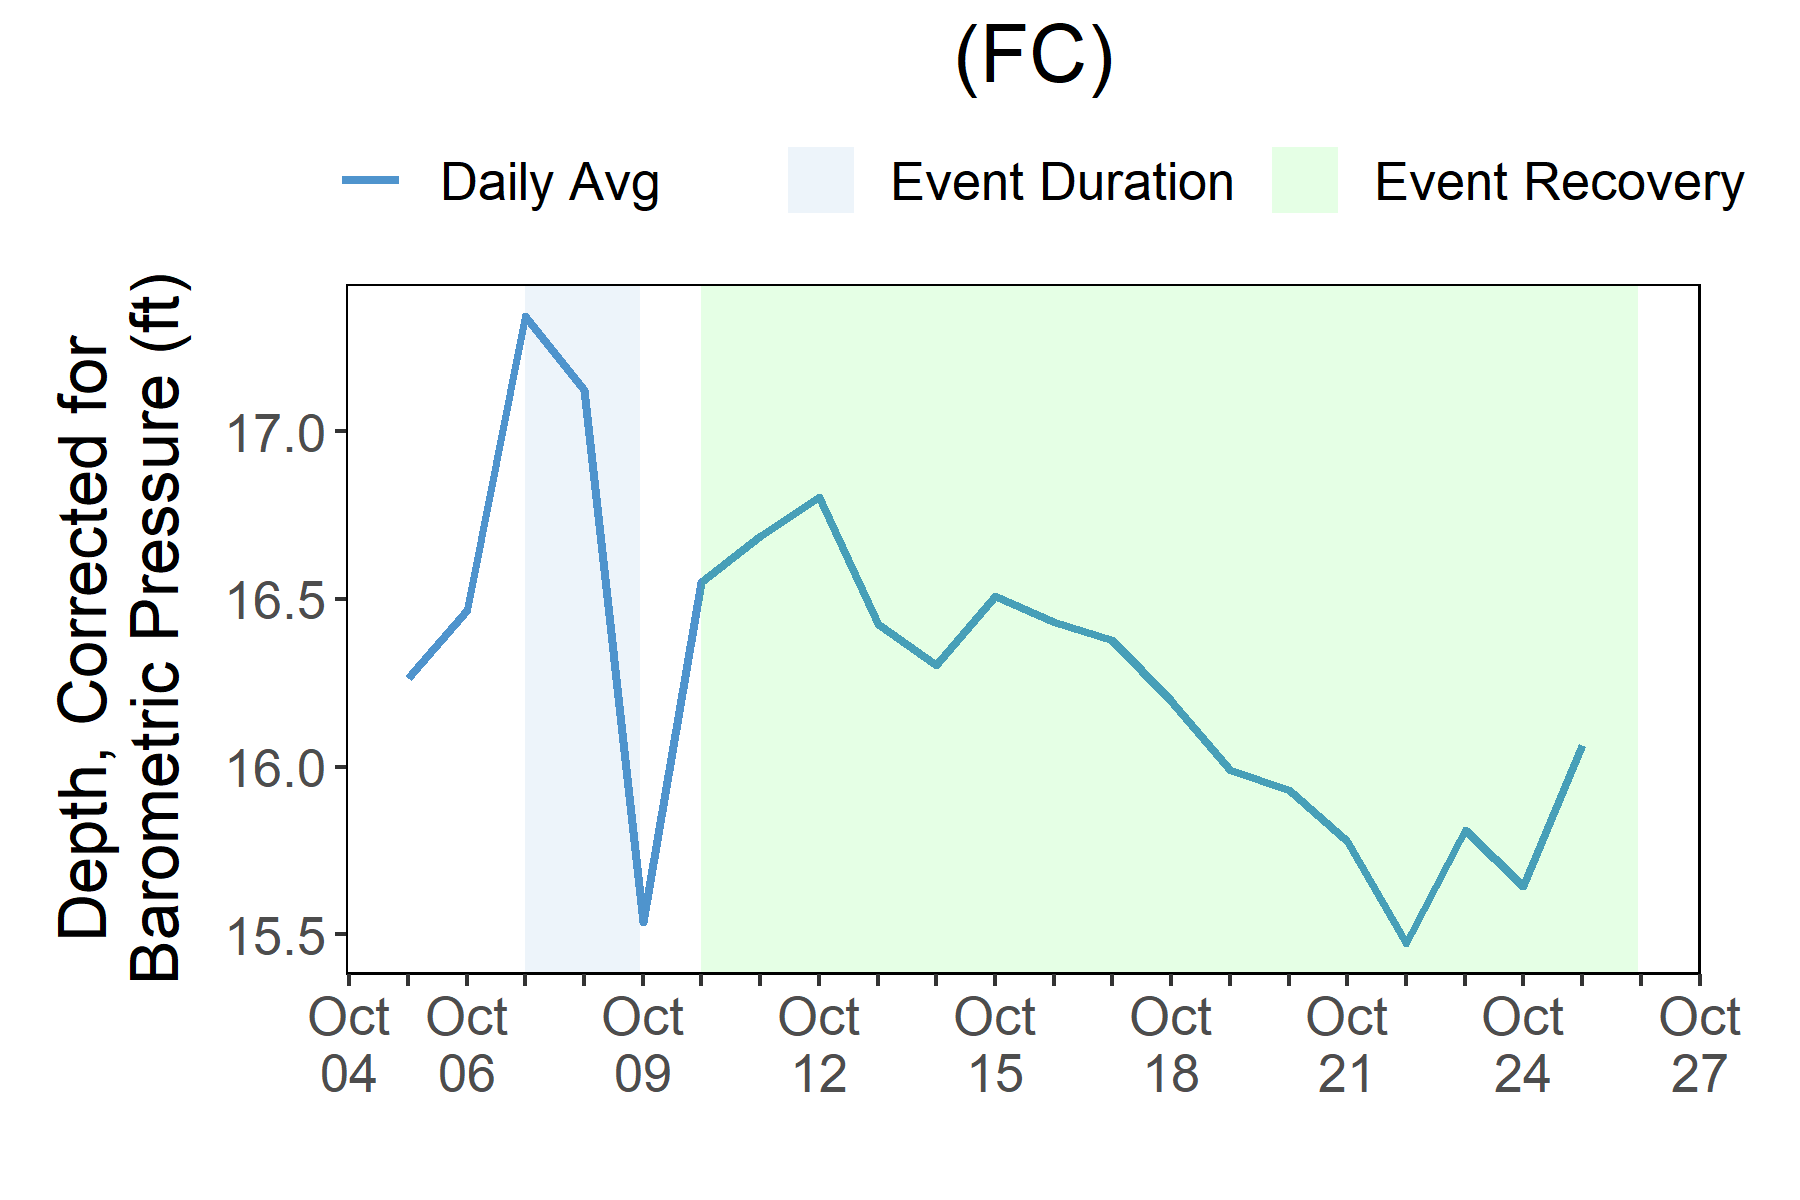 (FC)
Daily Avg
Event Duration
Event Recovery
Depth, Corrected for
Barometric Pressure (ft)
17.0
16.5
16.0
15.5
Oct 04
Oct 06
Oct 09
Oct 12
Oct 15
Oct 18
Oct 21
Oct 24
Oct 27